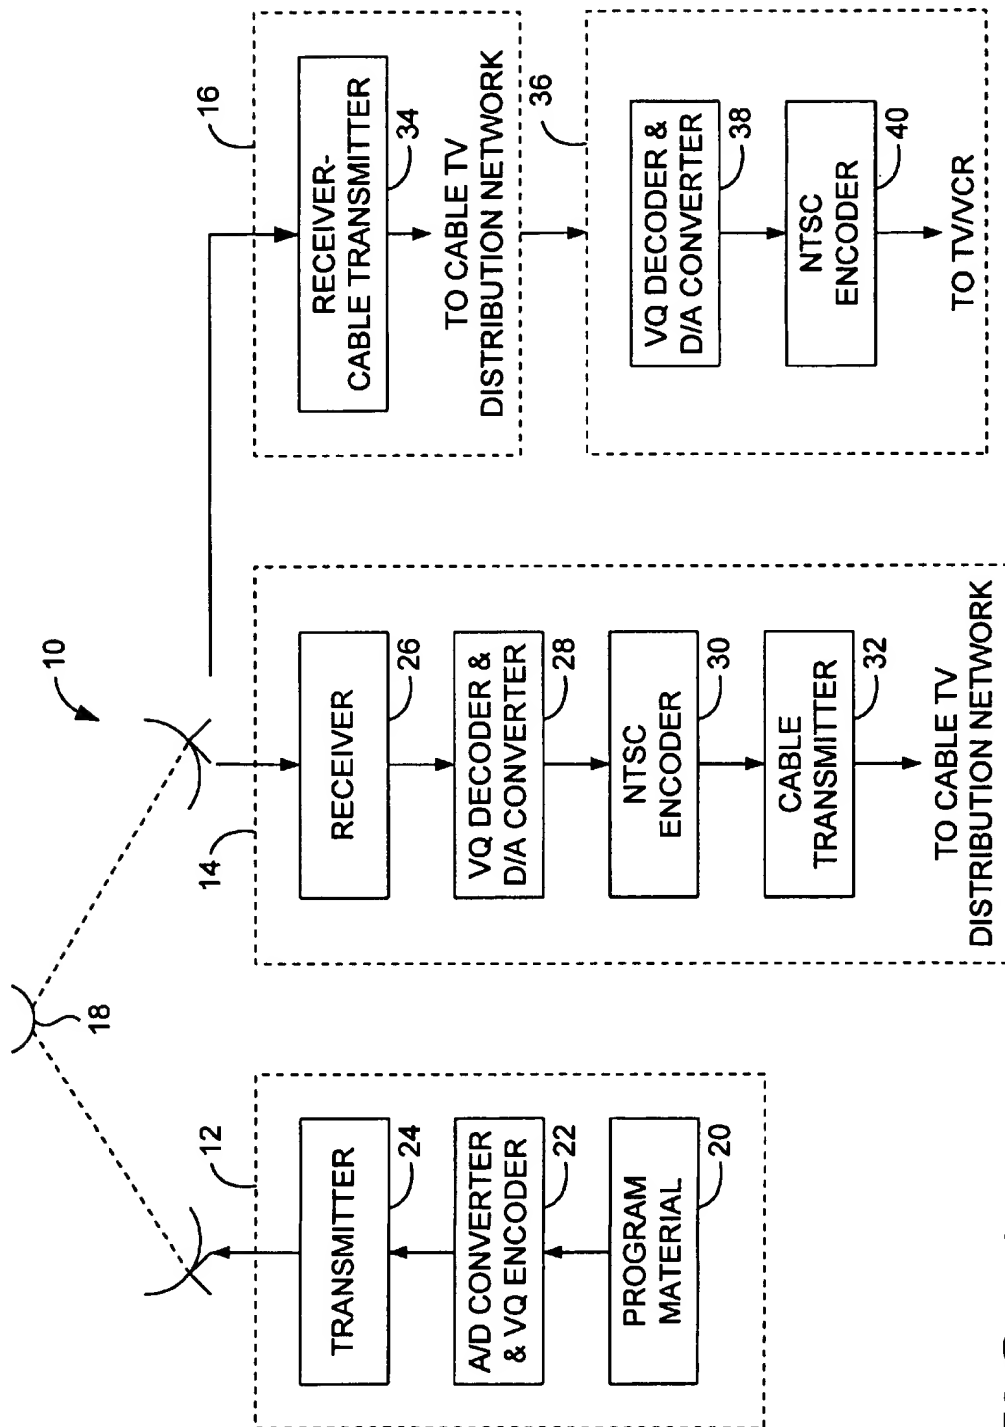 10
18
12
TRANSMITTER
24
A/D CONVERTER
& VQ ENCODER
22
PROGRAM
MATERIAL
20
14
RECEIVER
26
VQ DECODER &
D/A CONVERTER
28
NTSC
ENCODER
30
CABLE
TRANSMITTER
32
TO CABLE TV
DISTRIBUTION NETWORK
16
RECEIVER-
CABLE TRANSMITTER
34
TO CABLE TV
DISTRIBUTION NETWORK
36
VQ DECODER &
D/A CONVERTER
38
NTSC
ENCODER
40
TO TV/VCR